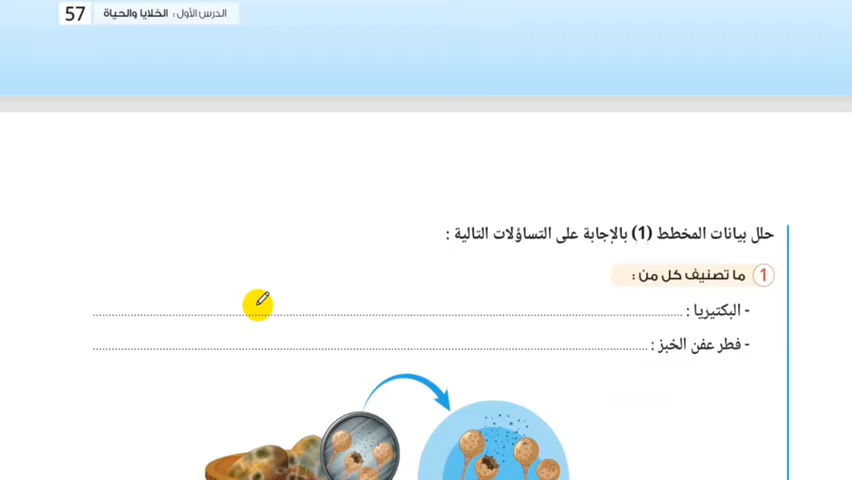 الدرس الأول : الخلايا والحياة 57
حلل بيانات المخطط (1) بالإجابة على التساؤلات التالية :
1 ما تصنيف كل من :
- البكتيريا : ........................................................................
- فطر عفن الخبز : ........................................................................